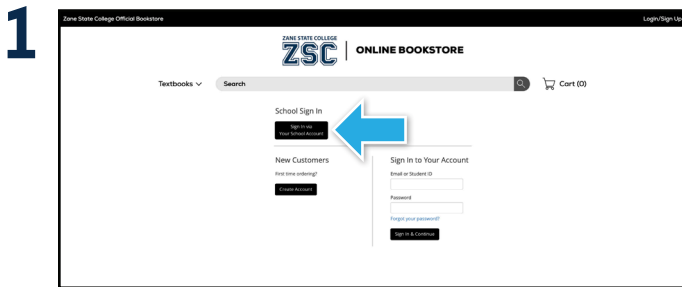 1
Zane State College Official Bookstore
Login/Sign Up
ZANE STATE COLLEGE
ZSC
ONLINE BOOKSTORE
Textbooks
Search
Cart (0)
School Sign In
Sign In via
Your School Account
New Customers
First time ordering?
Create Account
Sign In to Your Account
Email or Student ID
Password
Forgot your password?
Sign In & Continue